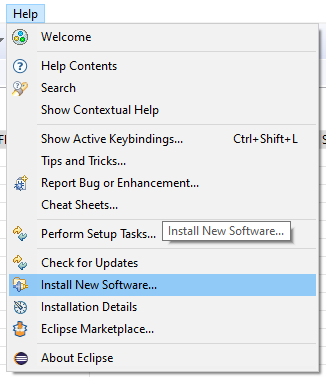 Help
Welcome
Help Contents
Search
Show Contextual Help
Show Active Keybindings... Ctrl+Shift+L
Tips and Tricks...
Report Bug or Enhancement...
Cheat Sheets...
Perform Setup Tasks... Install New Software...
Check for Updates
Install New Software...
Installation Details
Eclipse Marketplace...
About Eclipse